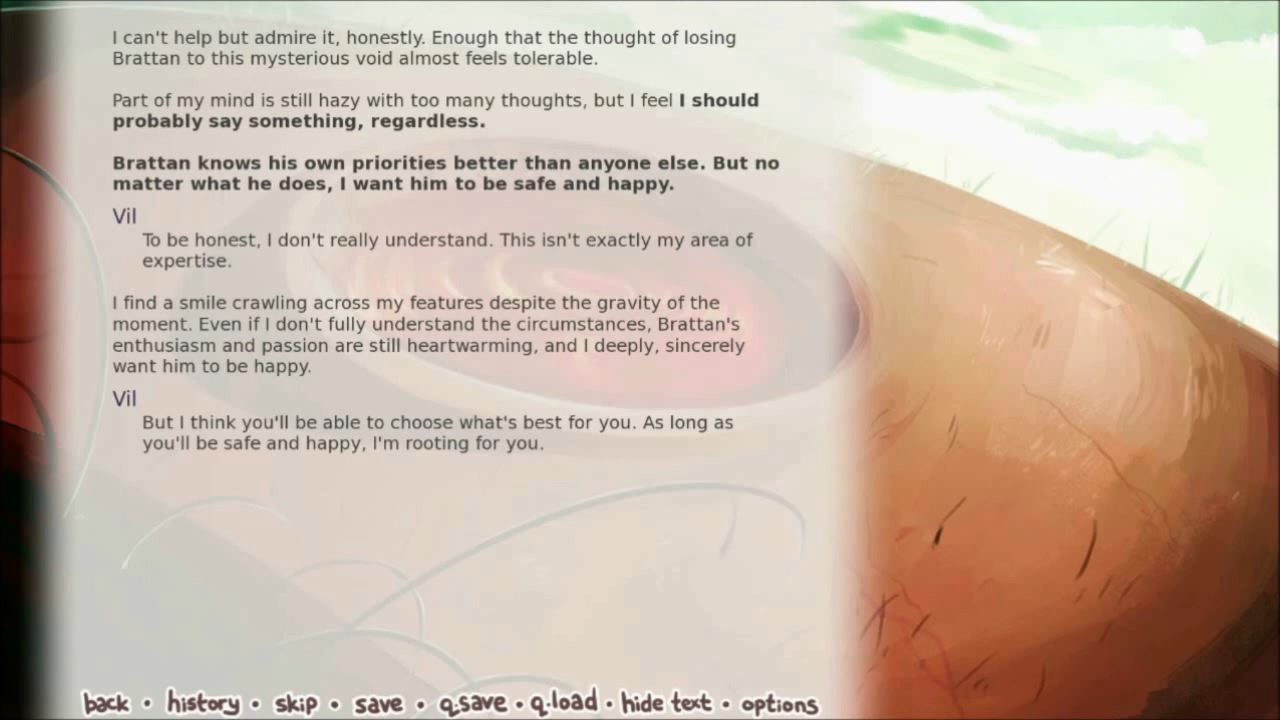 I can't help but admire it, honestly. Enough that the thought of losing
Brattan to this mysterious void almost feels tolerable.
Part of my mind is still hazy with too many thoughts, but I feel I should
probably say something, regardless.
Brattan knows his own priorities better than anyone else. But no
matter what he does, I want him to be safe and happy.
Vil
To be honest, I don't really understand. This isn't exactly my area of
expertise.
I find a smile crawling across my features despite the gravity of the
moment. Even if I don't fully understand the circumstances, Brattan's
enthusiasm and passion are still heartwarming, and I deeply, sincerely
want him to be happy.
Vil
But I think you'll be able to choose what's best for you. As long as
you'll be safe and happy, I'm rooting for you.
back • history • skip • save • q.save • q.load • hide text • options